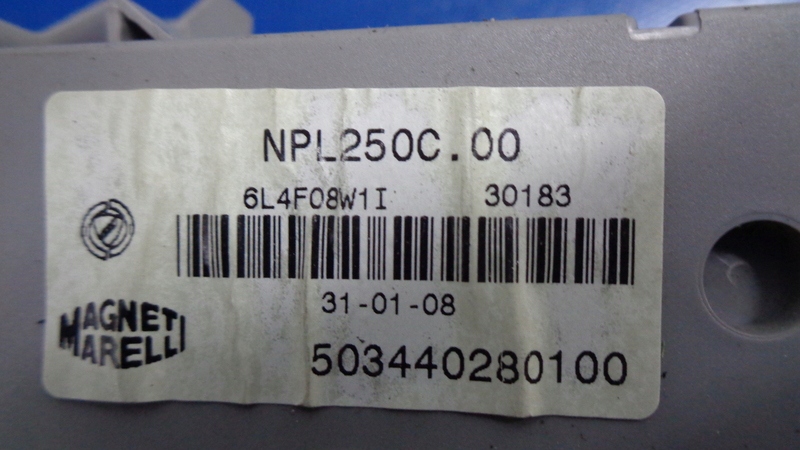 NPL250C.00
6L4F08W1I 30183
31-01-08
MAGNETI
MARELLI
503440280100